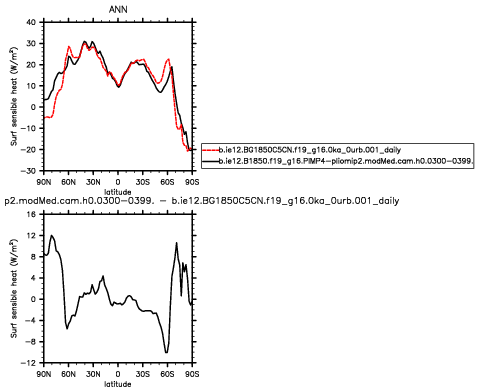 ANN
40
30
20
10
0
−10
−20
−30
Surf sensible heat (W/m²)
90N 60N 30N 0 30S 60S 90S
latitude
b.ie12.BG1850C5CN.f19_g16.0ka_0urb.001_daily
b.ie12.B1850.f19_g16.PlMP4-pliomip2.modMed.cam.h0.0300−0399.
p2.modMed.cam.h0.0300−0399. − b.ie12.BG1850C5CN.f19_g16.0ka_0urb.001_daily
16
12
8
4
0
−4
−8
−12
Surf sensible heat (W/m²)
90N 60N 30N 0 30S 60S 90S
latitude